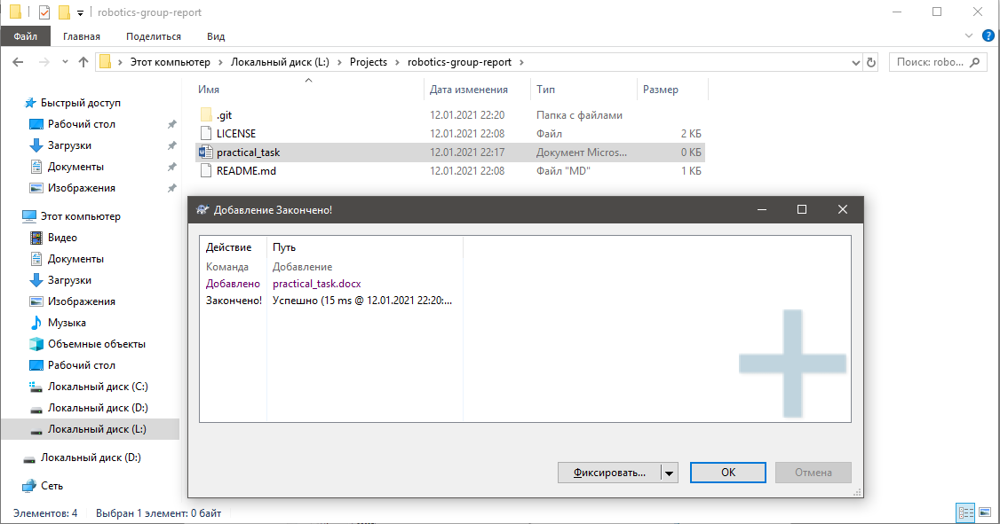 robotics-group-report
Файл Главная Поделиться Вид
Этот компьютер Локальный диск (L:) Projects robotics-group-report Поиск: robo...
Имя Дата изменения Тип Размер
.git 12.01.2021 22:20 Папка с файлами
LICENSE 12.01.2021 22:08 Файл 2 КБ
practical_task 12.01.2021 22:17 Документ Micros... 0 КБ
README.md 12.01.2021 22:08 Файл "MD" 1 КБ
Быстрый доступ
Рабочий стол
Загрузки
Документы
Изображения
Этот компьютер
Видео
Документы
Загрузки
Изображения
Музыка
Объемные объекты
Рабочий стол
Локальный диск (C:)
Локальный диск (D:)
Локальный диск (L:)
Локальный диск (D:)
Сеть
Добавление Закончено!
Действие Путь
Команда Добавление
Добавлено practical_task.docx
Закончено! Успешно (15 ms @ 12.01.2021 22:20:...
Фиксировать... ОК Отмена
Элементов: 4 Выбран 1 элемент: 0 байт